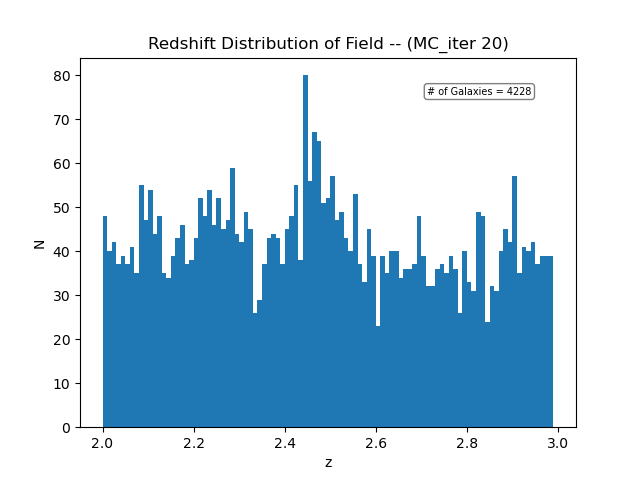 Redshift Distribution of Field -- (MC_iter 20)
# of Galaxies = 4228
80
70
60
50
40
30
20
10
0
N
2.0 2.2 2.4 2.6 2.8 3.0
z